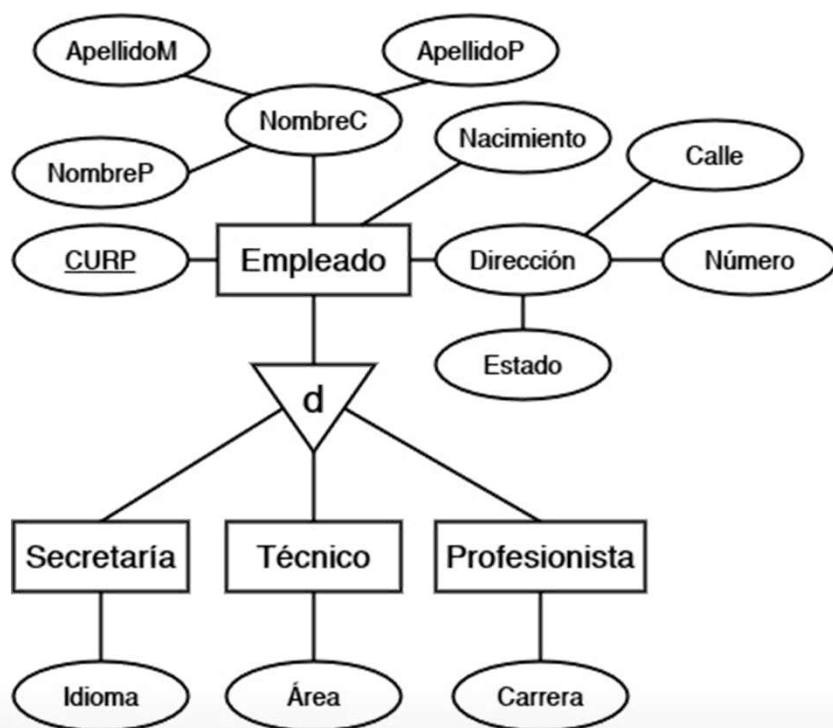 ApellidoM
ApellidoP
NombreC
Nacimiento
Calle
NombreP
CURP
Empleado
Dirección
Número
Estado
d
Secretaría
Técnico
Profesionista
Idioma
Área
Carrera